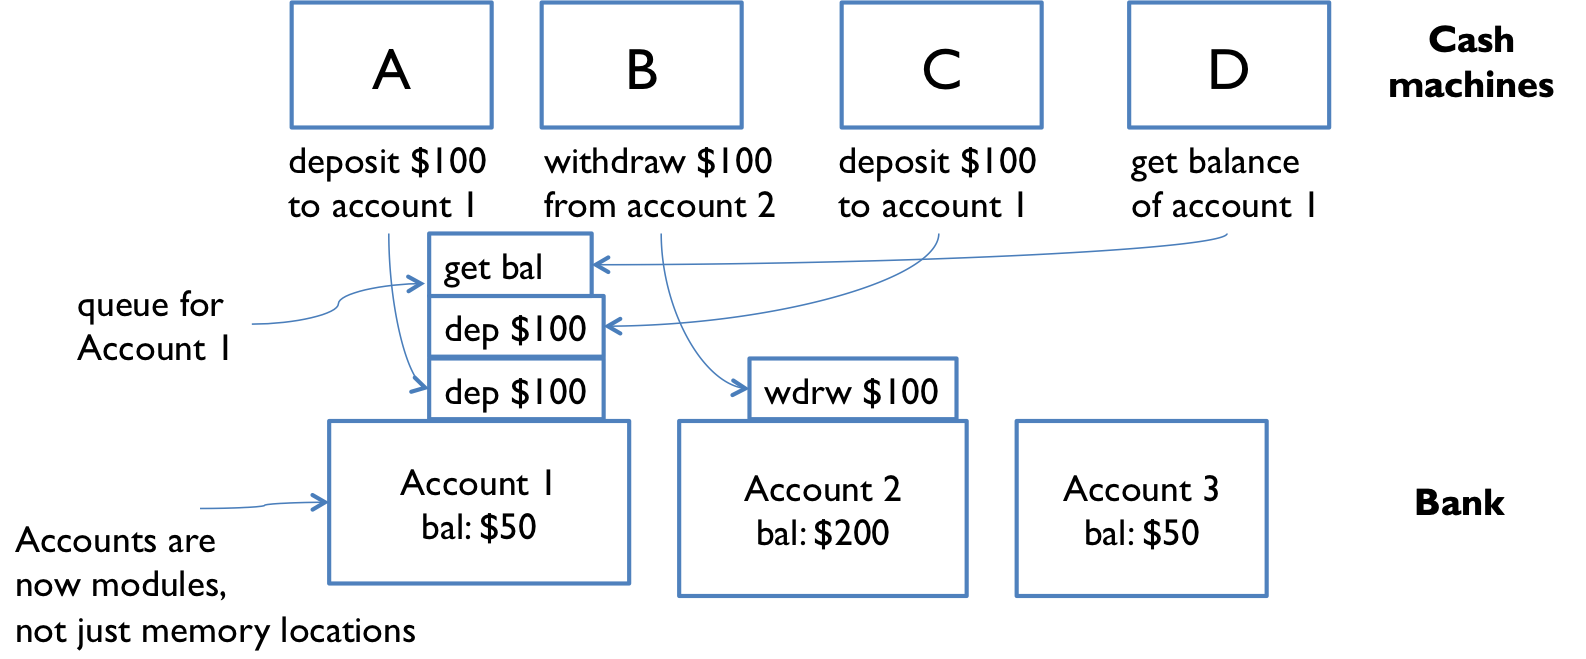 A
B
C
D
Cash
machines
deposit $100
to account 1
withdraw $100
from account 2
deposit $100
to account 1
get balance
of account 1
queue for
Account 1
get bal
dep $100
dep $100
wdrw $100
Account 1
bal: $50
Account 2
bal: $200
Account 3
bal: $50
Bank
Accounts are
now modules,
not just memory locations